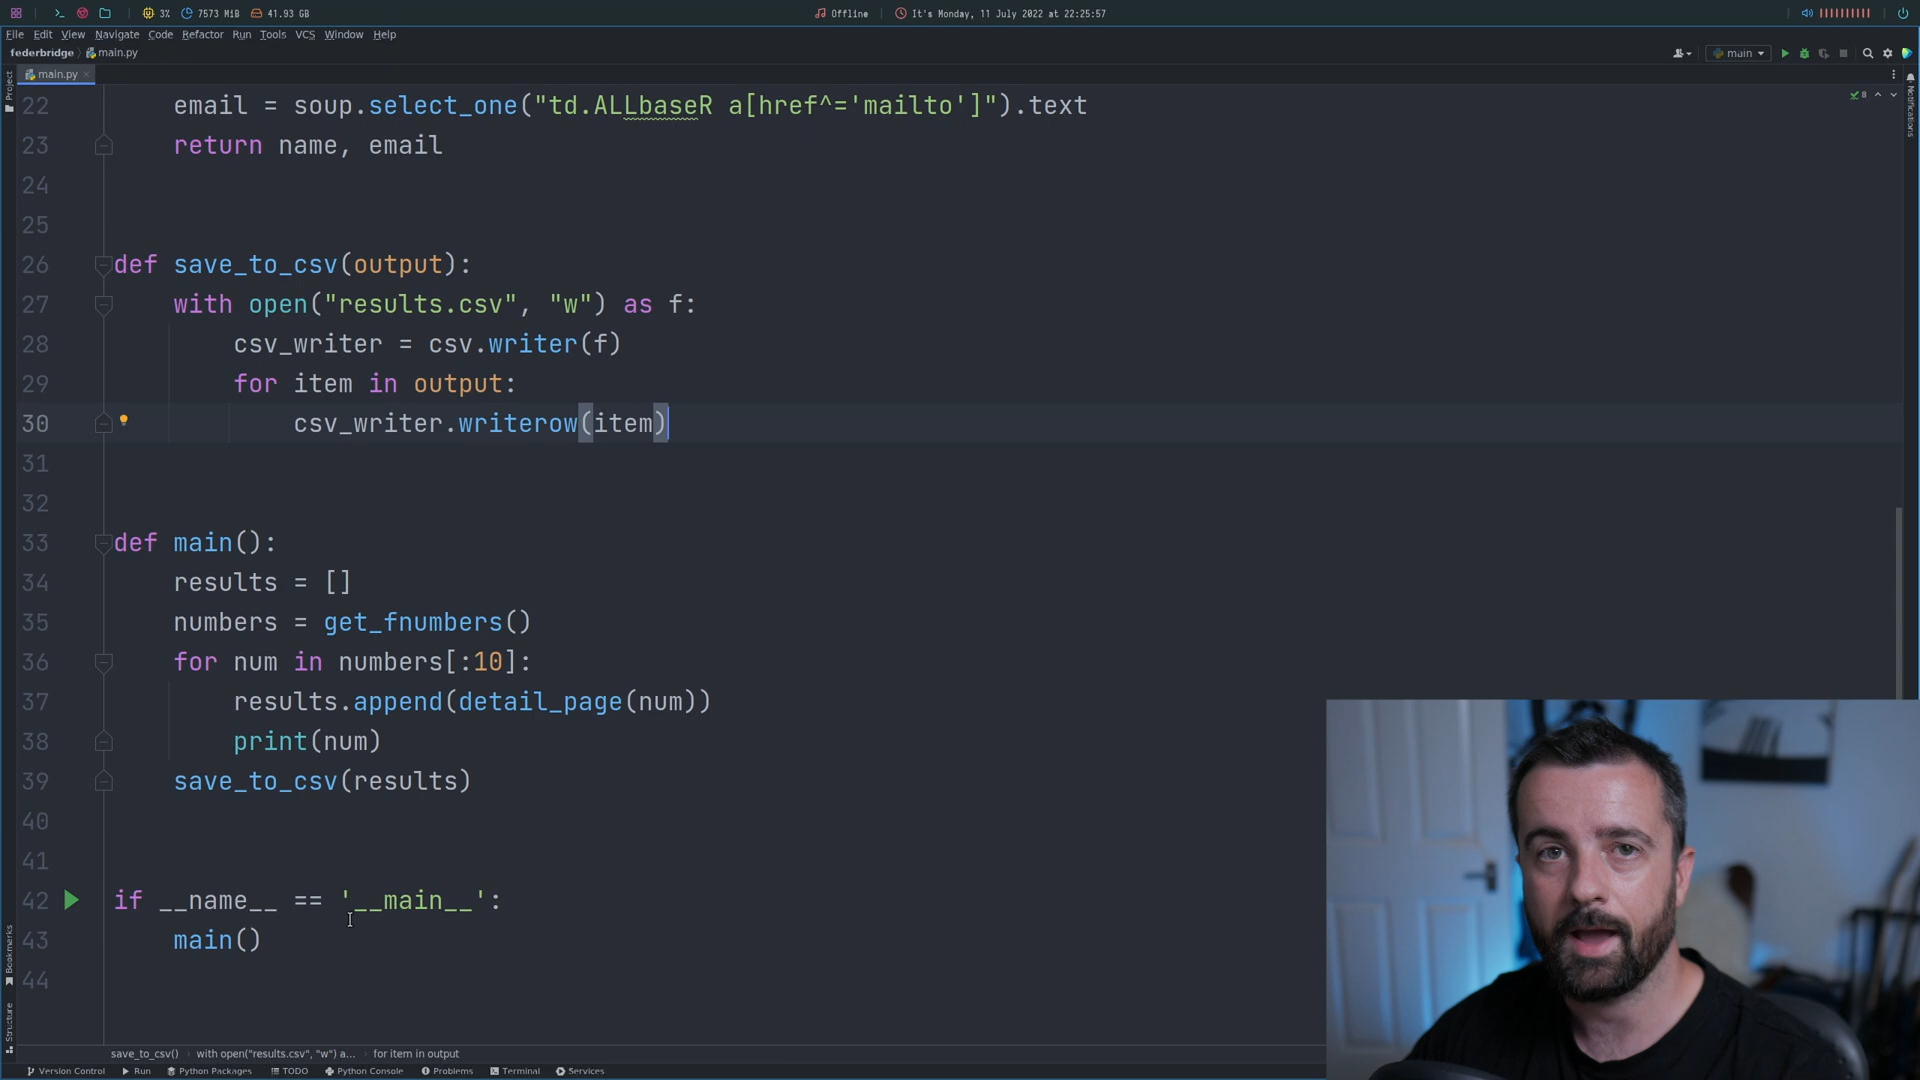 3% 7573 MiB 41.93 GB Offline It's Monday, 11 July 2022 at 22:25:57
File Edit View Navigate Code Refactor Run Tools VCS Window Help
federbridge main.py main
Project main.py Notifications
8
22 email = soup.select_one("td.ALLbaseR a[href^='mailto']").text
23 return name, email
24
25
26 def save_to_csv(output):
27 with open("results.csv", "w") as f:
28 csv_writer = csv.writer(f)
29 for item in output:
30 csv_writer.writerow(item)
31
32
33 def main():
34 results = []
35 numbers = get_fnumbers()
36 for num in numbers[:10]:
37 results.append(detail_page(num))
38 print(num)
39 save_to_csv(results)
40
41
42 if __name__ == '__main__':
43 main()
44
Bookmarks
Structure
save_to_csv() with open("results.csv", "w") a... for item in output
Version Control Run Python Packages TODO Python Console Problems Terminal Services